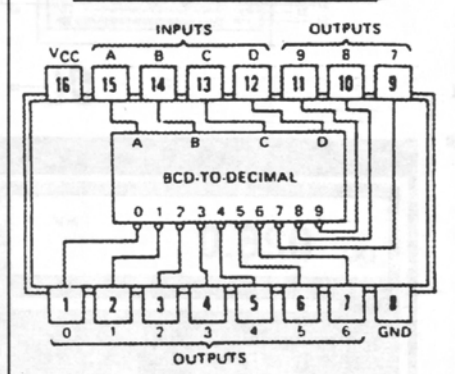 INPUTS OUTPUTS
VCC A B C D 9 8 7
16 15 14 13 12 11 10 9
A B C D
BCD-TO-DECIMAL
0 1 2 3 4 5 6 7 8 9
1 2 3 4 5 6 7 8
0 1 2 3 4 5 6 GND
OUTPUTS